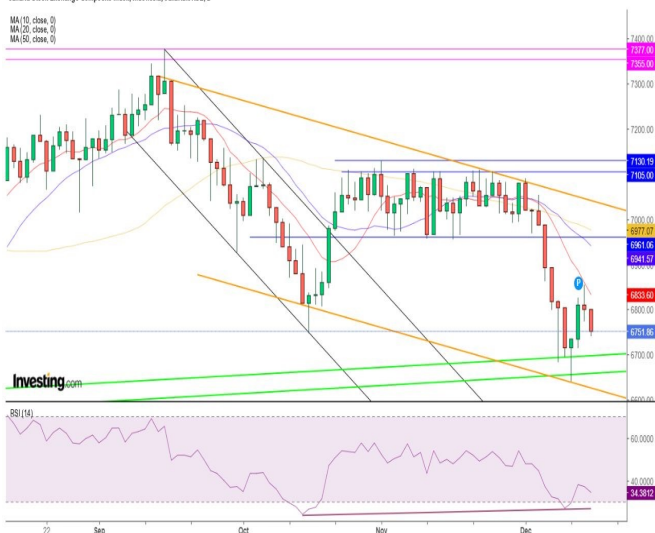 MA (10, close, 0)
MA (20, close, 0)
MA (50, close, 0)
7400.00
7377.00
7355.00
7300.00
7200.00
7130.19
7105.00
7000.00
6977.07
6961.06
6941.57
6833.60
P
6800.00
6751.86
6700.00
6600.00
Investing.com
RSI (14)
60.0000
40.0000
34.3812
22
Sep
Oct
Nov
Dec